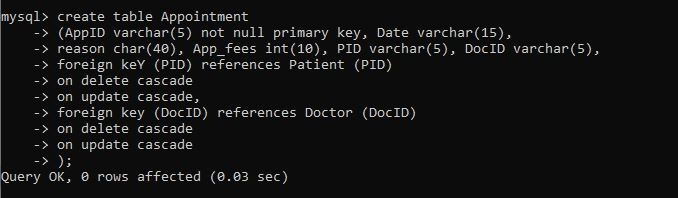 mysql> create table Appointment
-> (AppID varchar(5) not null primary key, Date varchar(15),
-> reason char(40), App_fees int(10), PID varchar(5), DocID varchar(5),
-> foreign keY (PID) references Patient (PID)
-> on delete cascade
-> on update cascade,
-> foreign key (DocID) references Doctor (DocID)
-> on delete cascade
-> on update cascade
-> );
Query OK, 0 rows affected (0.03 sec)